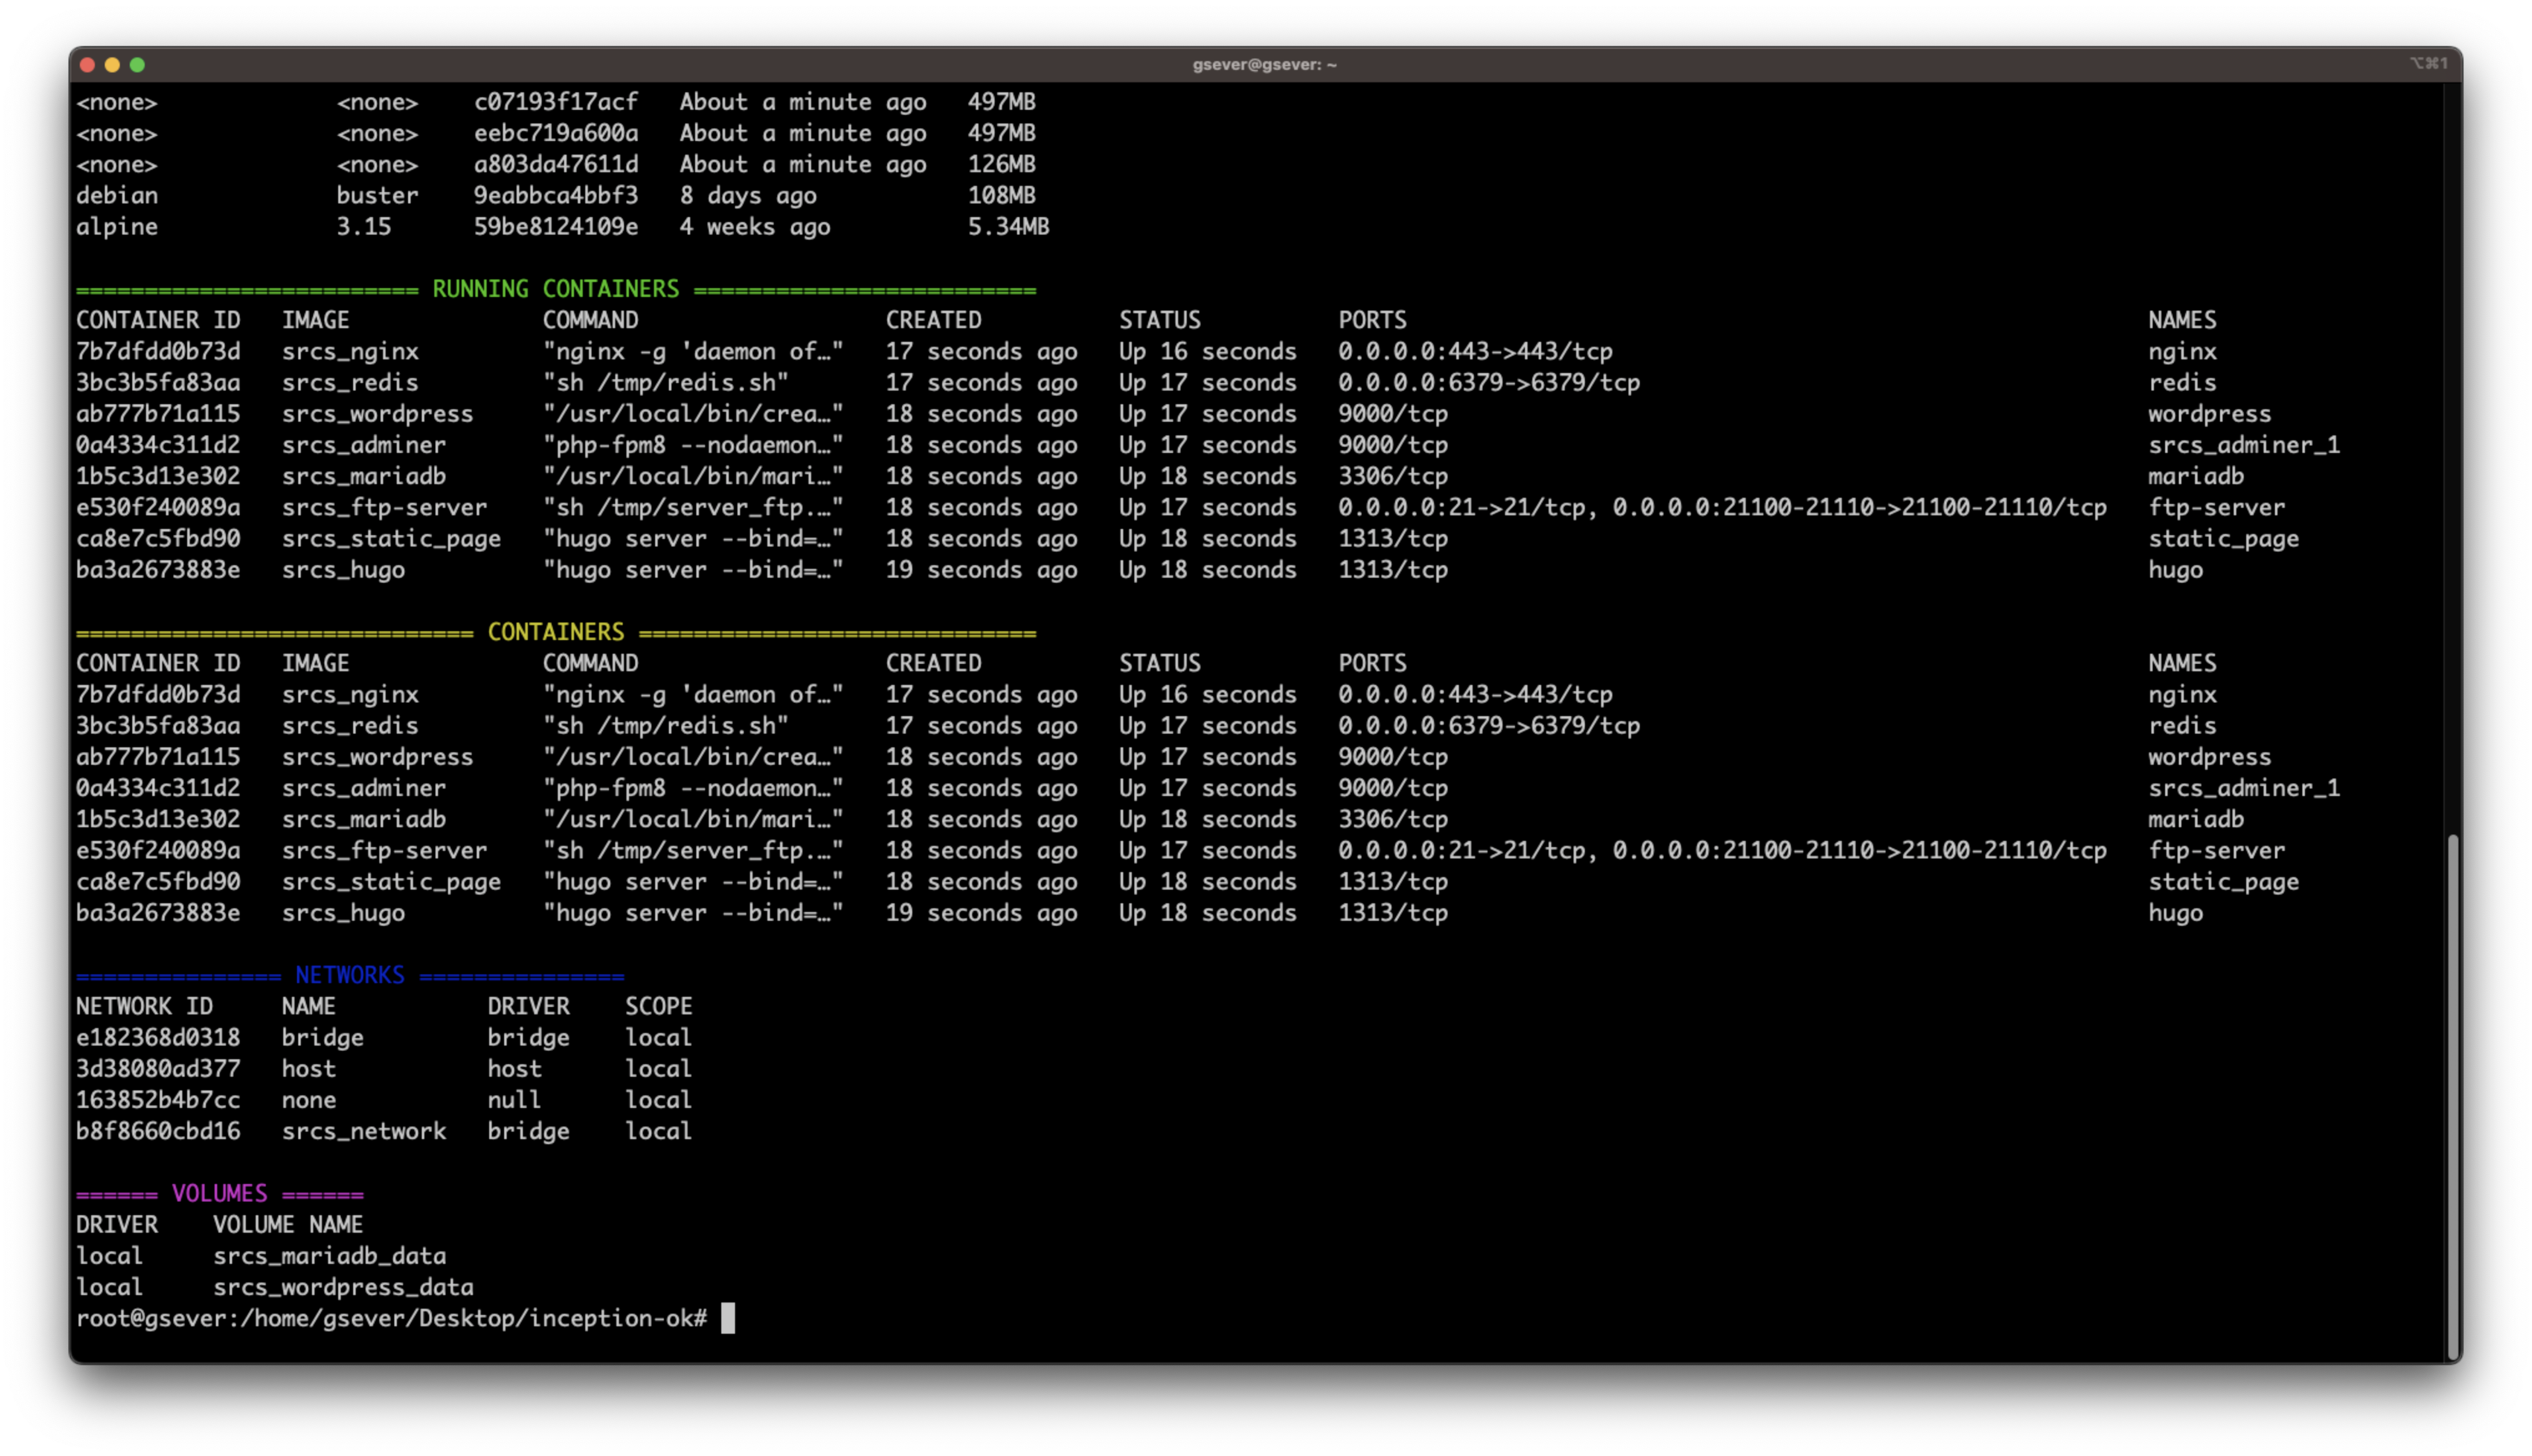 gsever@gsever: ~
⌥⌘1
<none> <none> c07193f17acf About a minute ago 497MB
<none> <none> eebc719a600a About a minute ago 497MB
<none> <none> a803da47611d About a minute ago 126MB
debian buster 9eabbca4bbf3 8 days ago 108MB
alpine 3.15 59be8124109e 4 weeks ago 5.34MB
========================= RUNNING CONTAINERS =========================
CONTAINER ID IMAGE COMMAND CREATED STATUS PORTS NAMES
7b7dfdd0b73d srcs_nginx "nginx -g 'daemon of…" 17 seconds ago Up 16 seconds 0.0.0.0:443->443/tcp nginx
3bc3b5fa83aa srcs_redis "sh /tmp/redis.sh" 17 seconds ago Up 17 seconds 0.0.0.0:6379->6379/tcp redis
ab777b71a115 srcs_wordpress "/usr/local/bin/crea…" 18 seconds ago Up 17 seconds 9000/tcp wordpress
0a4334c311d2 srcs_adminer "php-fpm8 --nodaemon…" 18 seconds ago Up 17 seconds 9000/tcp srcs_adminer_1
1b5c3d13e302 srcs_mariadb "/usr/local/bin/mari…" 18 seconds ago Up 18 seconds 3306/tcp mariadb
e530f240089a srcs_ftp-server "sh /tmp/server_ftp.…" 18 seconds ago Up 17 seconds 0.0.0.0:21->21/tcp, 0.0.0.0:21100-21110->21100-21110/tcp ftp-server
ca8e7c5fbd90 srcs_static_page "hugo server --bind=…" 18 seconds ago Up 18 seconds 1313/tcp static_page
ba3a2673883e srcs_hugo "hugo server --bind=…" 19 seconds ago Up 18 seconds 1313/tcp hugo
============================= CONTAINERS =============================
CONTAINER ID IMAGE COMMAND CREATED STATUS PORTS NAMES
7b7dfdd0b73d srcs_nginx "nginx -g 'daemon of…" 17 seconds ago Up 16 seconds 0.0.0.0:443->443/tcp nginx
3bc3b5fa83aa srcs_redis "sh /tmp/redis.sh" 17 seconds ago Up 17 seconds 0.0.0.0:6379->6379/tcp redis
ab777b71a115 srcs_wordpress "/usr/local/bin/crea…" 18 seconds ago Up 17 seconds 9000/tcp wordpress
0a4334c311d2 srcs_adminer "php-fpm8 --nodaemon…" 18 seconds ago Up 17 seconds 9000/tcp srcs_adminer_1
1b5c3d13e302 srcs_mariadb "/usr/local/bin/mari…" 18 seconds ago Up 18 seconds 3306/tcp mariadb
e530f240089a srcs_ftp-server "sh /tmp/server_ftp.…" 18 seconds ago Up 17 seconds 0.0.0.0:21->21/tcp, 0.0.0.0:21100-21110->21100-21110/tcp ftp-server
ca8e7c5fbd90 srcs_static_page "hugo server --bind=…" 18 seconds ago Up 18 seconds 1313/tcp static_page
ba3a2673883e srcs_hugo "hugo server --bind=…" 19 seconds ago Up 18 seconds 1313/tcp hugo
=============== NETWORKS ===============
NETWORK ID NAME DRIVER SCOPE
e182368d0318 bridge bridge local
3d38080ad377 host host local
163852b4b7cc none null local
b8f8660cbd16 srcs_network bridge local
====== VOLUMES ======
DRIVER VOLUME NAME
local srcs_mariadb_data
local srcs_wordpress_data
root@gsever:/home/gsever/Desktop/inception-ok#